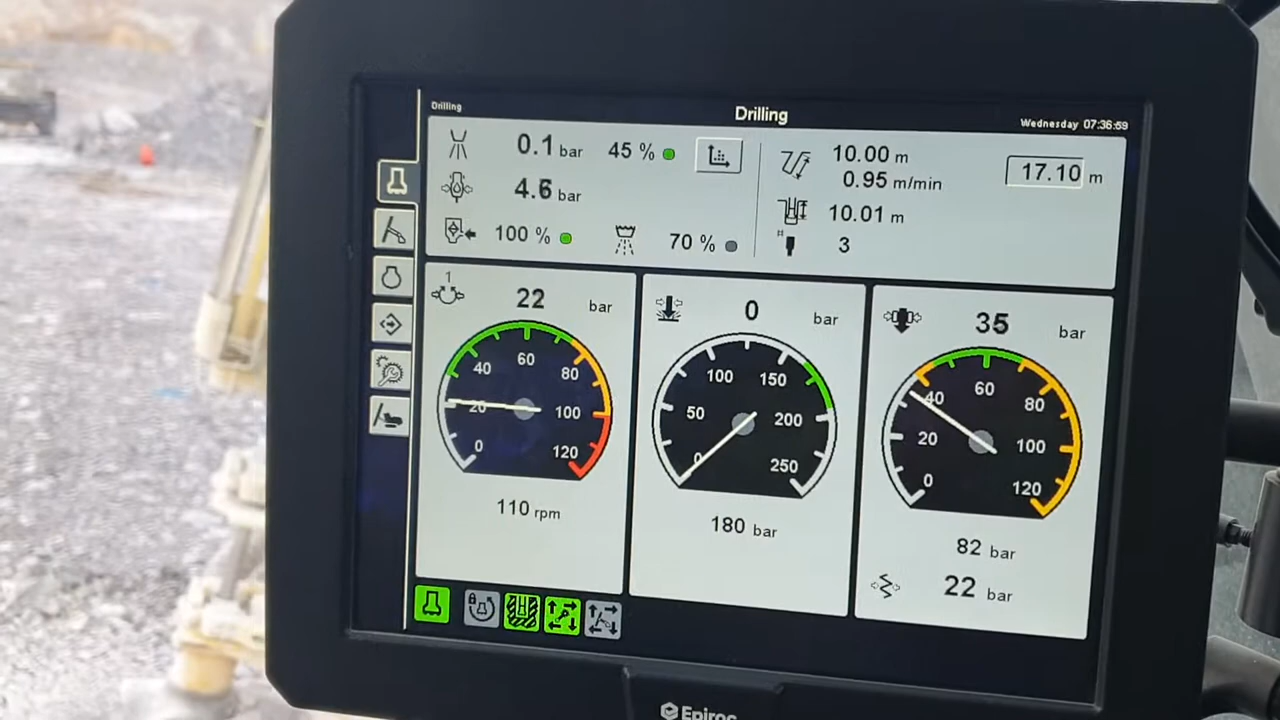 Drilling
Drilling
Wednesday 07:36:59
0.1 bar 45 %
4.6 bar
100 % 70 %
10.00 m
0.95 m/min
17.10 m
10.01 m
# 3
1
22 bar
0 20 40 60 80 100 120
110 rpm
0 bar
0 50 100 150 200 250
180 bar
35 bar
0 20 40 60 80 100 120
82 bar
22 bar
Epiroc